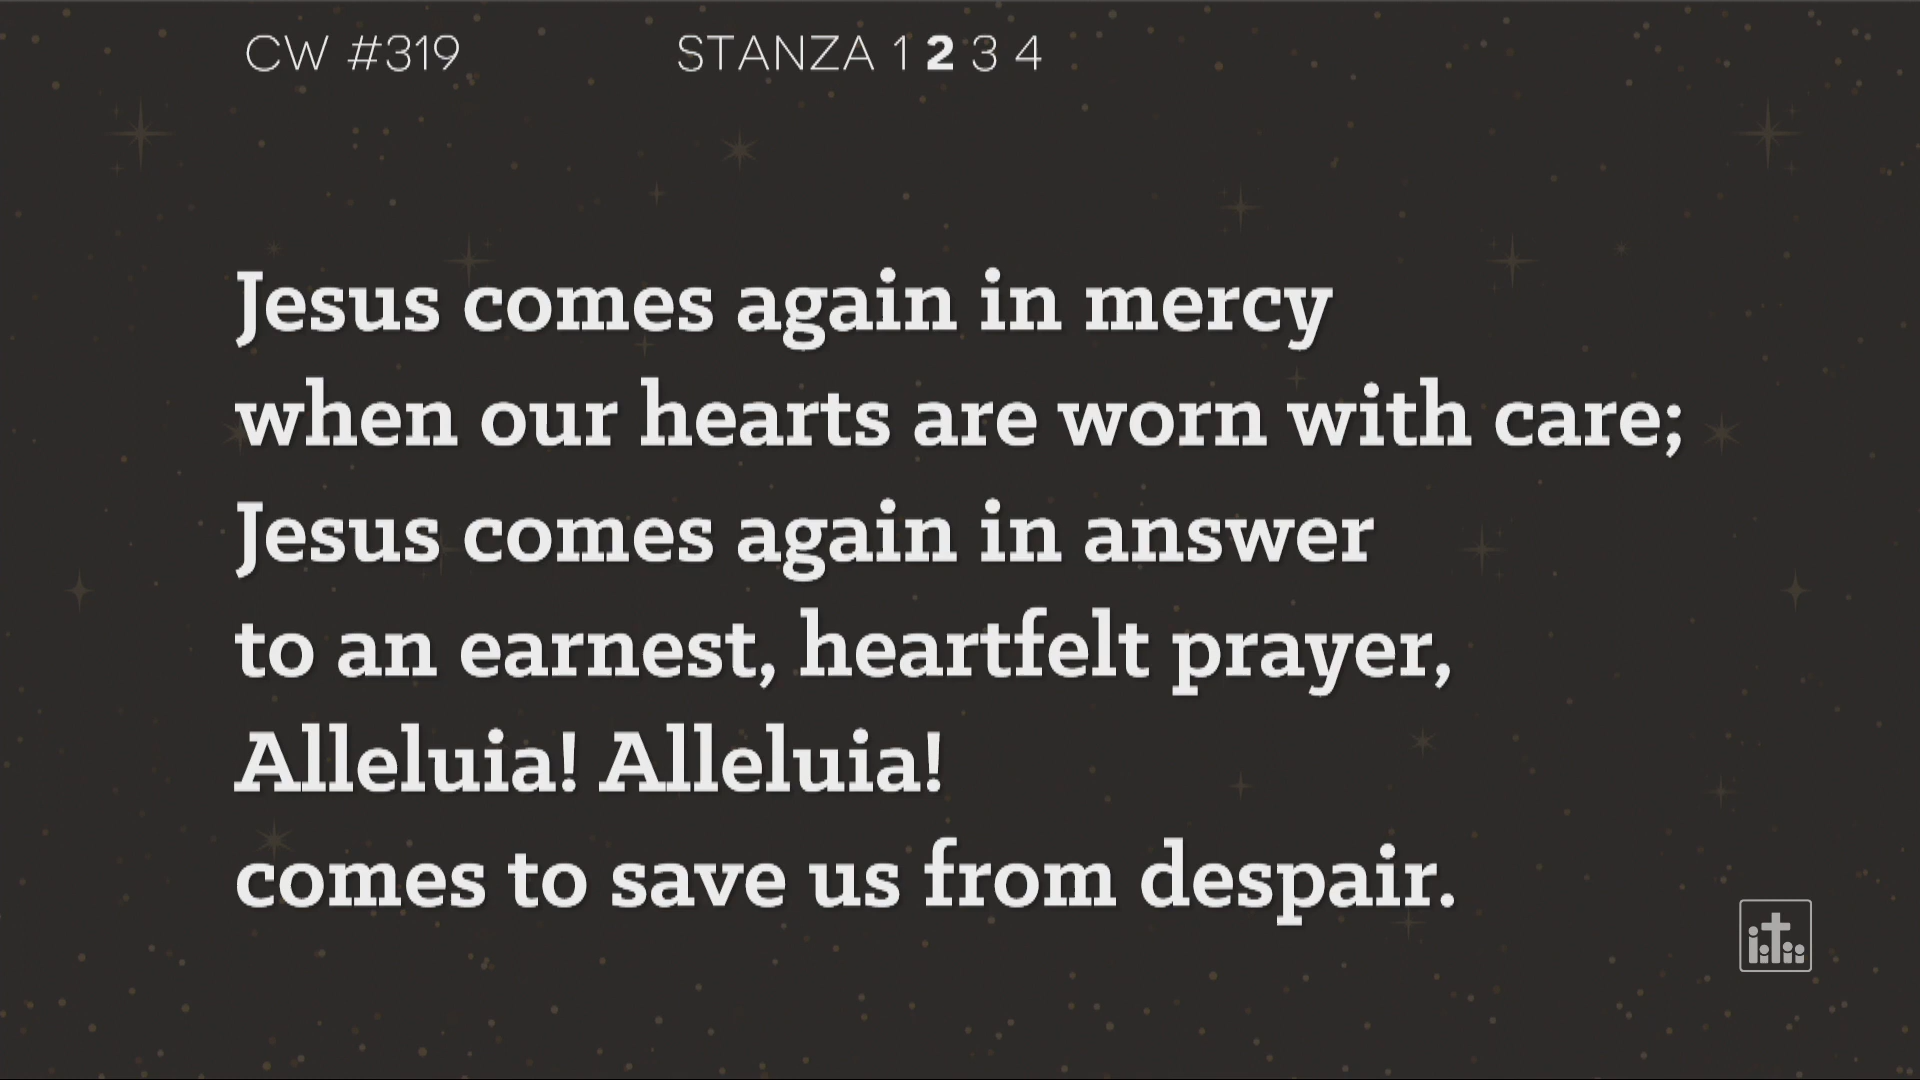 CW #319 STANZA 1 2 3 4
Jesus comes again in mercy
when our hearts are worn with care;
Jesus comes again in answer
to an earnest, heartfelt prayer,
Alleluia! Alleluia!
comes to save us from despair.